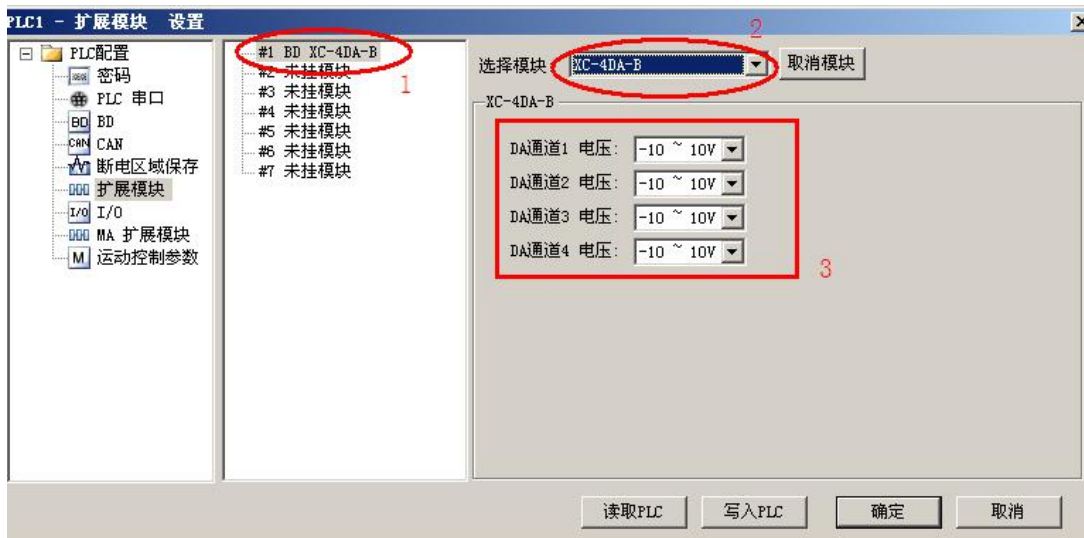 PLC1 - 扩展模块 设置
PLC配置
密码
PLC 串口
BD BD
CAN CAN
断电区域保存
扩展模块
I/O I/O
MA 扩展模块
M 运动控制参数
#1 BD XC-4DA-B
#2 未挂模块
#3 未挂模块
#4 未挂模块
#5 未挂模块
#6 未挂模块
#7 未挂模块
1
2
选择模块: XC-4DA-B 取消模块
XC-4DA-B
DA通道1 电压: -10 ~ 10V
DA通道2 电压: -10 ~ 10V
DA通道3 电压: -10 ~ 10V
DA通道4 电压: -10 ~ 10V
3
读取PLC 写入PLC 确定 取消